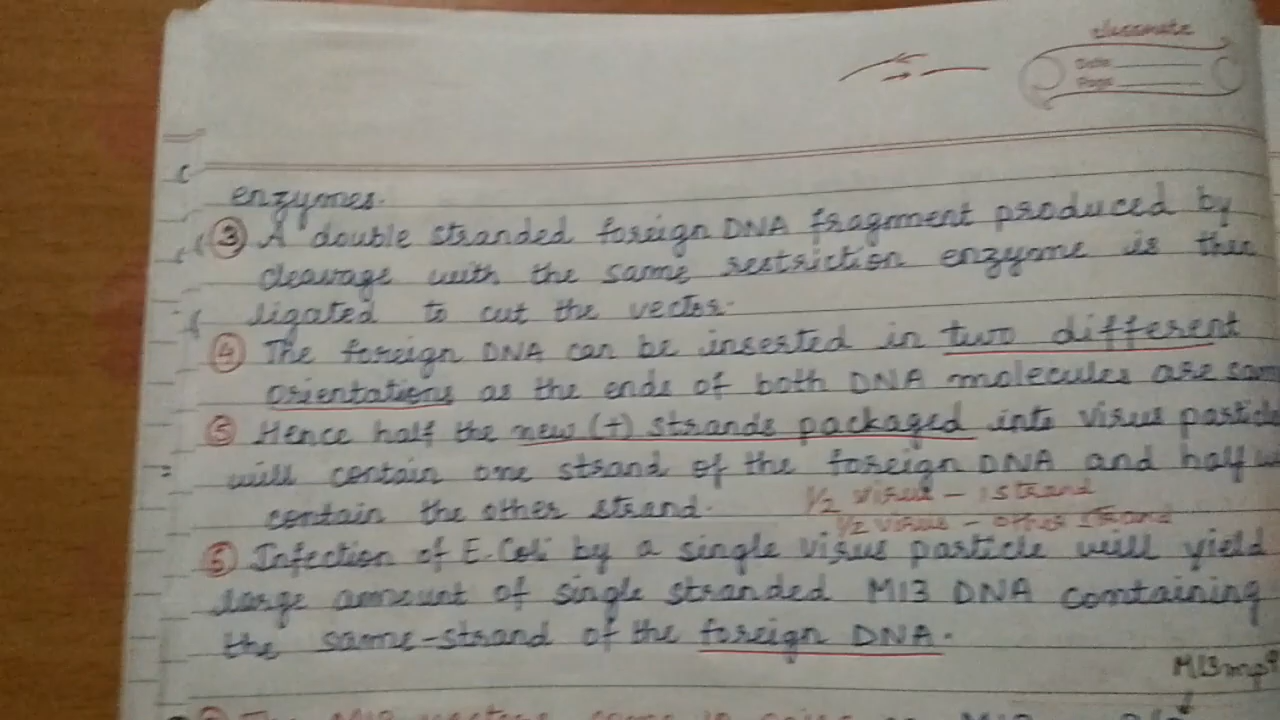 classmate
Date
Page
enzymes.
③ A double stranded foreign DNA fragment produced by
cleavage with the same restriction enzyme is then
ligated to cut the vector.
④ The foreign DNA can be inserted in two different
orientations as the ends of both DNA molecules are sam
⑤ Hence half the new (+) strands packaged into virus particle
will contain one strand of the foreign DNA and half
contain the other strand.
1/2 virus - 1 strand
1/2 virus - other strand
⑥ Infection of E.Coli by a single virus particle will yield
large amount of single stranded M13 DNA containing
the same-strand of the foreign DNA.
M13mp9